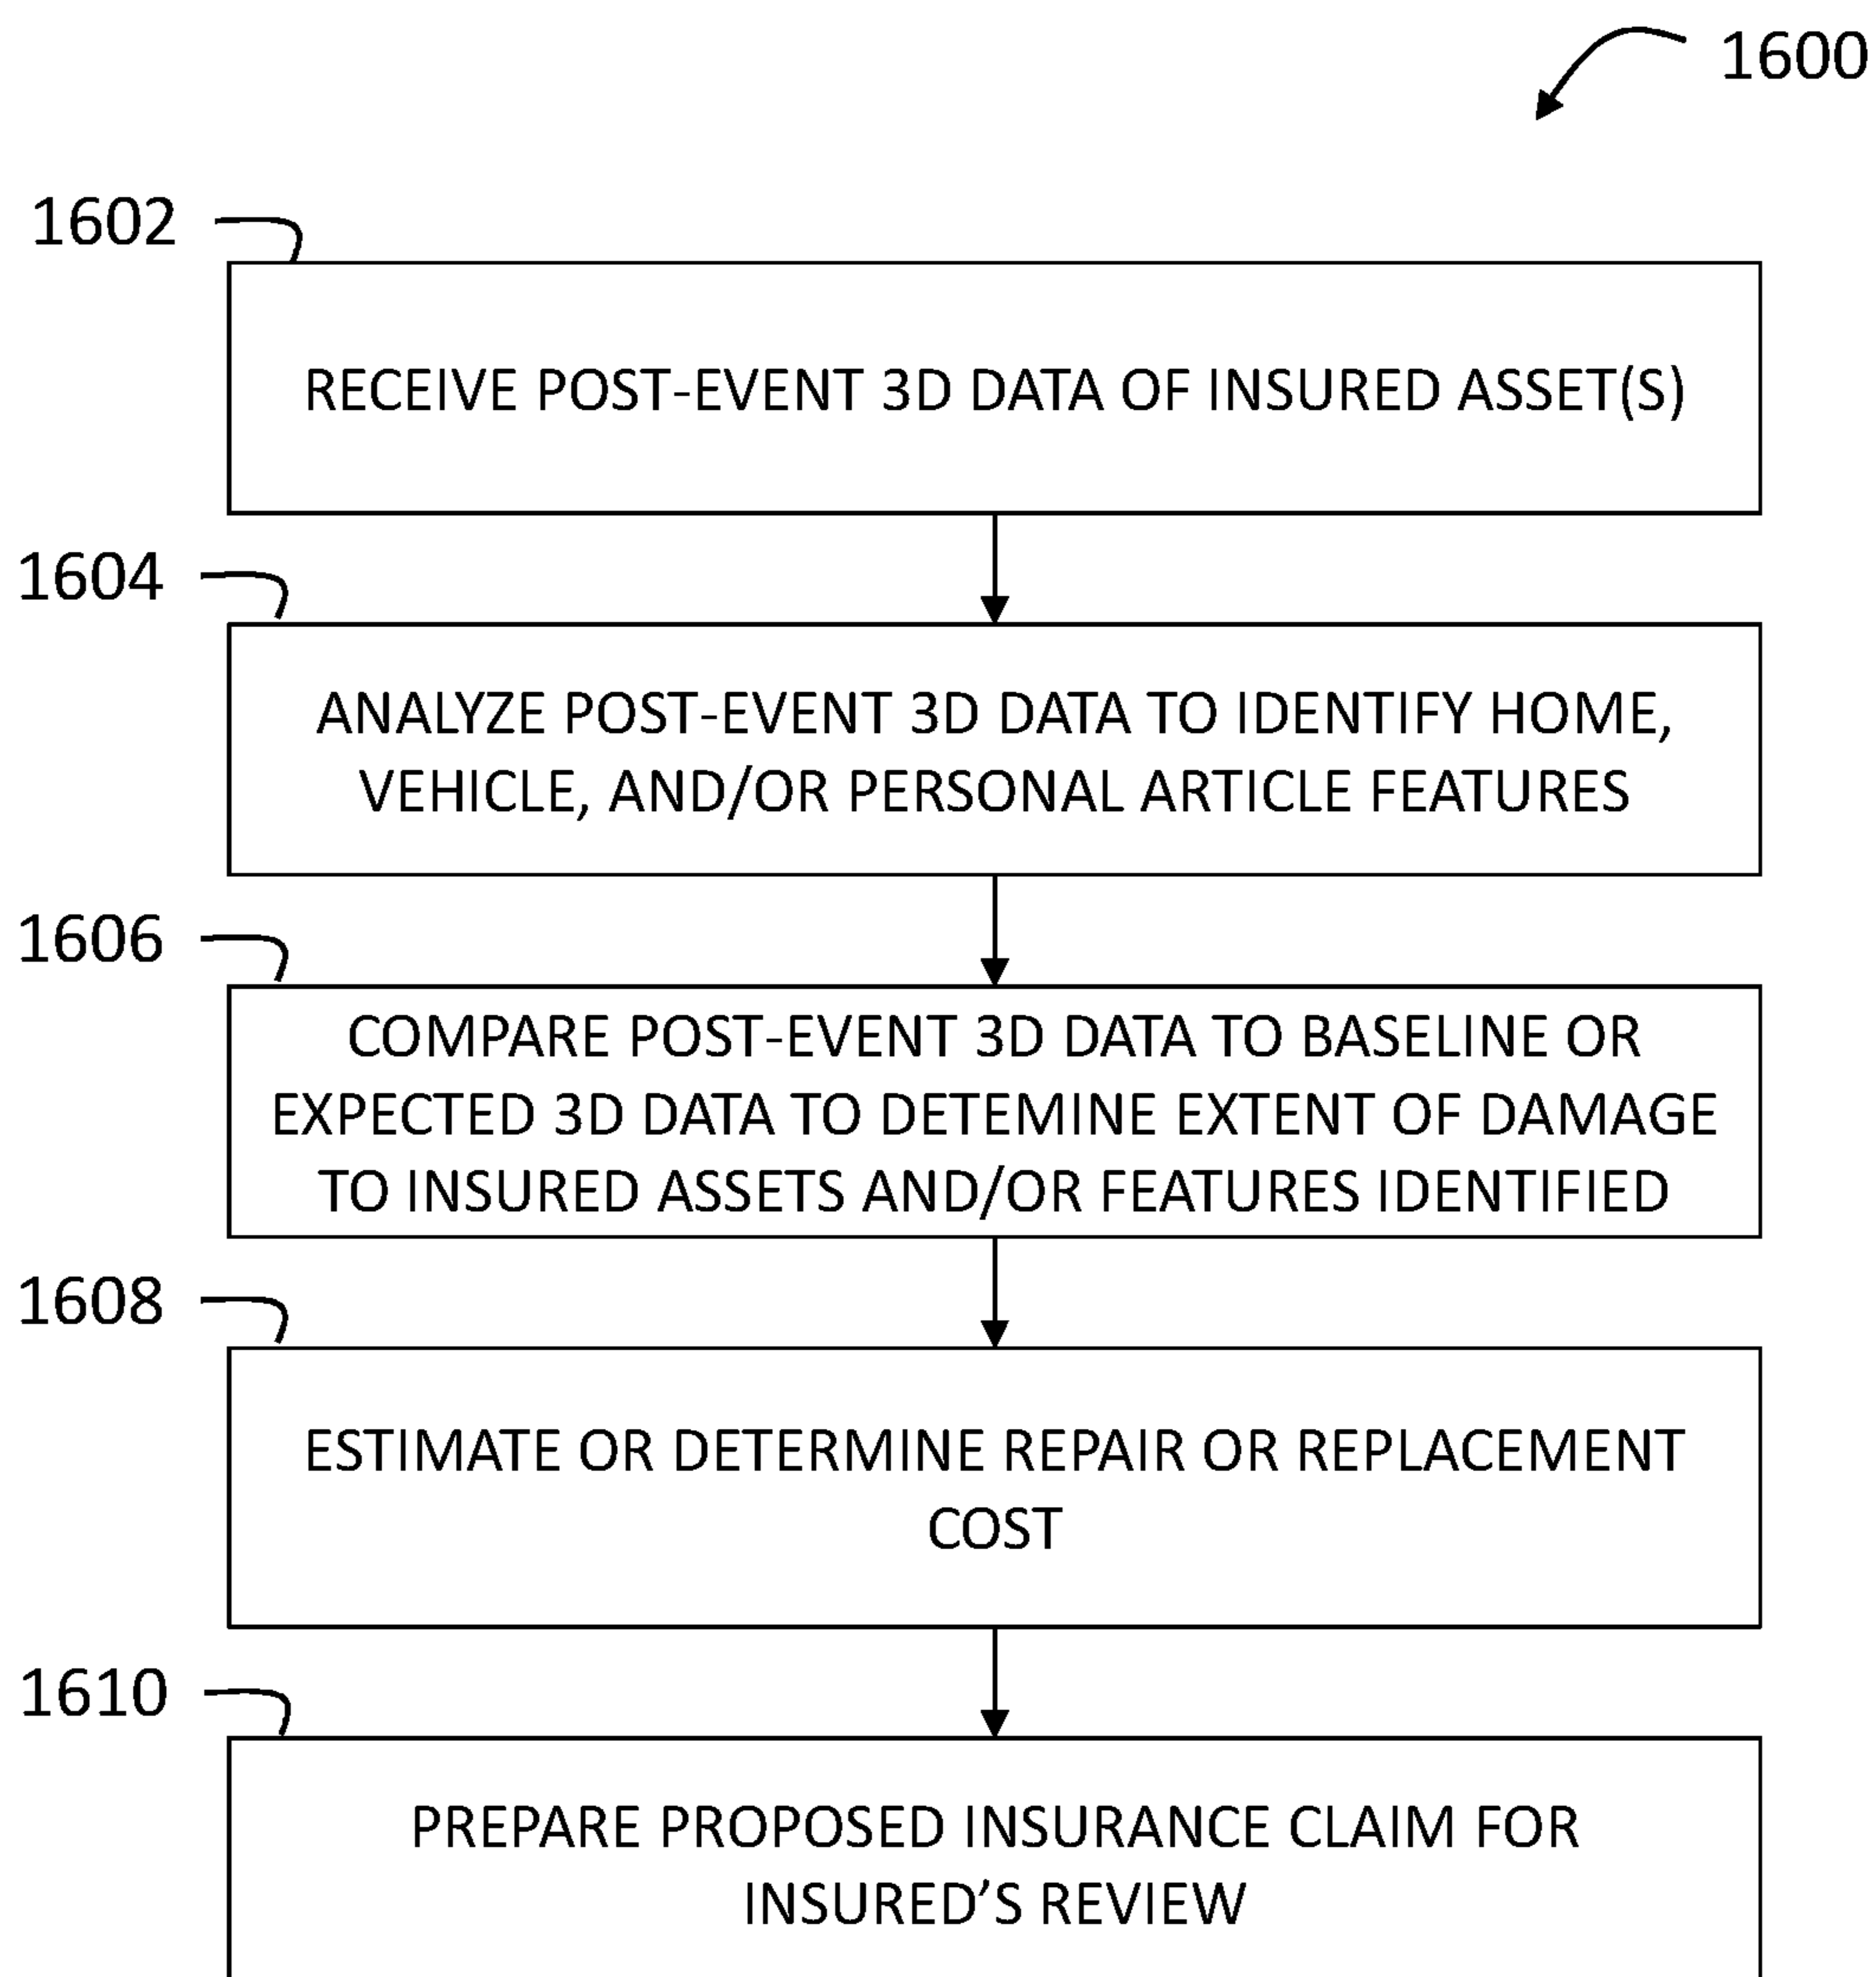 1600
1602
RECEIVE POST-EVENT 3D DATA OF INSURED ASSET(S)
1604
ANALYZE POST-EVENT 3D DATA TO IDENTIFY HOME,
VEHICLE, AND/OR PERSONAL ARTICLE FEATURES
1606
COMPARE POST-EVENT 3D DATA TO BASELINE OR
EXPECTED 3D DATA TO DETEMINE EXTENT OF DAMAGE
TO INSURED ASSETS AND/OR FEATURES IDENTIFIED
1608
ESTIMATE OR DETERMINE REPAIR OR REPLACEMENT
COST
1610
PREPARE PROPOSED INSURANCE CLAIM FOR
INSURED’S REVIEW